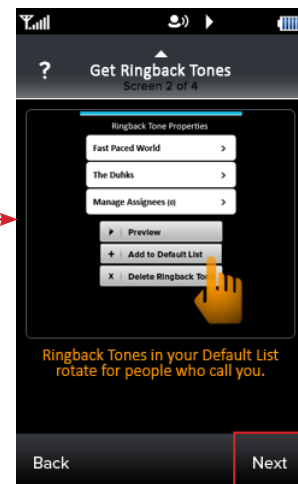 ?
Get Ringback Tones
Screen 2 of 4
Ringback Tone Properties
Fast Paced World >
The Duhks >
Manage Assignees (0) >
Preview
+ Add to Default List
X Delete Ringback
Ringback Tones in your Default List
rotate for people who call
you.
Back Next